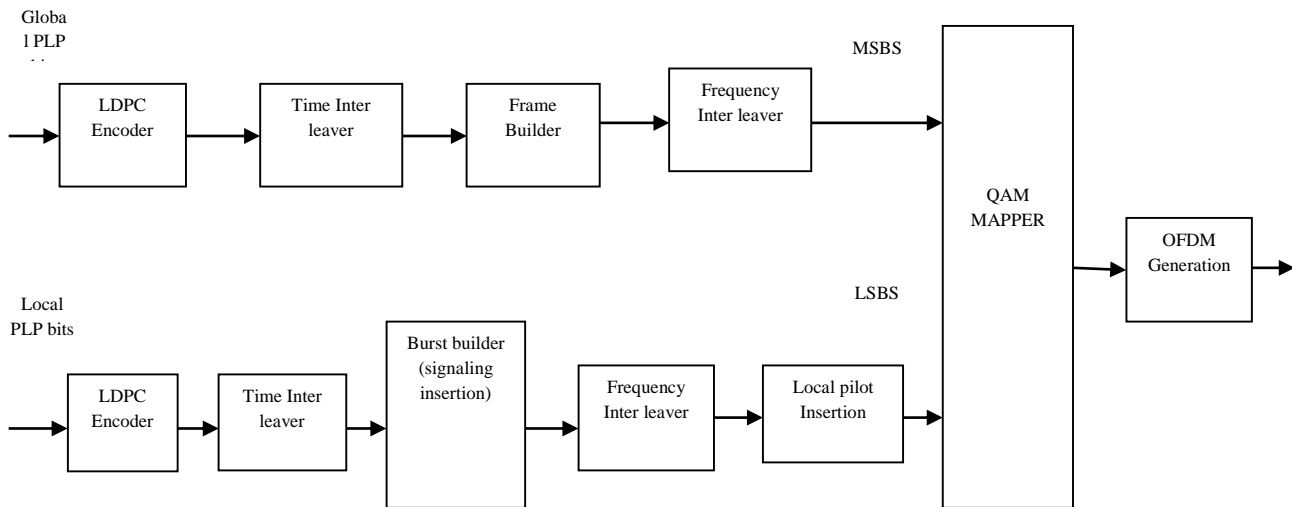 Globa
l PLP
MSBS
LDPC
Encoder
Time Inter
leaver
Frame
Builder
Frequency
Inter leaver
QAM
MAPPER
OFDM
Generation
Local
PLP bits
LSBS
LDPC
Encoder
Time Inter
leaver
Burst builder
(signaling
insertion)
Frequency
Inter leaver
Local pilot
Insertion